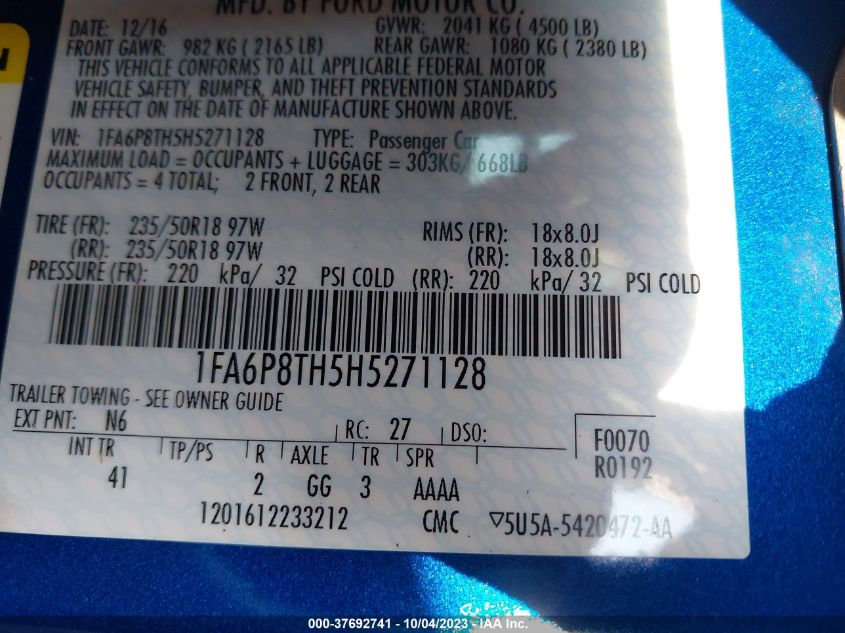 MFD. BY FORD MOTOR CO.
DATE: 12/16 GVWR: 2041 KG ( 4500 LB)
FRONT GAWR: 982 KG ( 2165 LB) REAR GAWR: 1080 KG ( 2380 LB)
THIS VEHICLE CONFORMS TO ALL APPLICABLE FEDERAL MOTOR
VEHICLE SAFETY, BUMPER, AND THEFT PREVENTION STANDARDS
IN EFFECT ON THE DATE OF MANUFACTURE SHOWN ABOVE.
VIN: 1FA6P8TH5H5271128 TYPE: Passenger Car
MAXIMUM LOAD = OCCUPANTS + LUGGAGE = 303KG/ 668LB
OCCUPANTS = 4 TOTAL; 2 FRONT, 2 REAR
TIRE (FR): 235/50R18 97W RIMS (FR): 18x8.0J
(RR): 235/50R18 97W (RR): 18x8.0J
PRESSURE (FR): 220 kPa/ 32 PSI COLD (RR): 220 kPa/ 32 PSI COLD
1FA6P8TH5H5271128
TRAILER TOWING - SEE OWNER GUIDE
EXT PNT: N6 RC: 27 DSO: F0070
INT TR TP/PS R AXLE TR SPR R0192
41 2 GG 3 AAAA
1201612233212 CMC ▽5U5A-5420472-AA
000-37692741 - 10/04/2023 - IAA Inc.